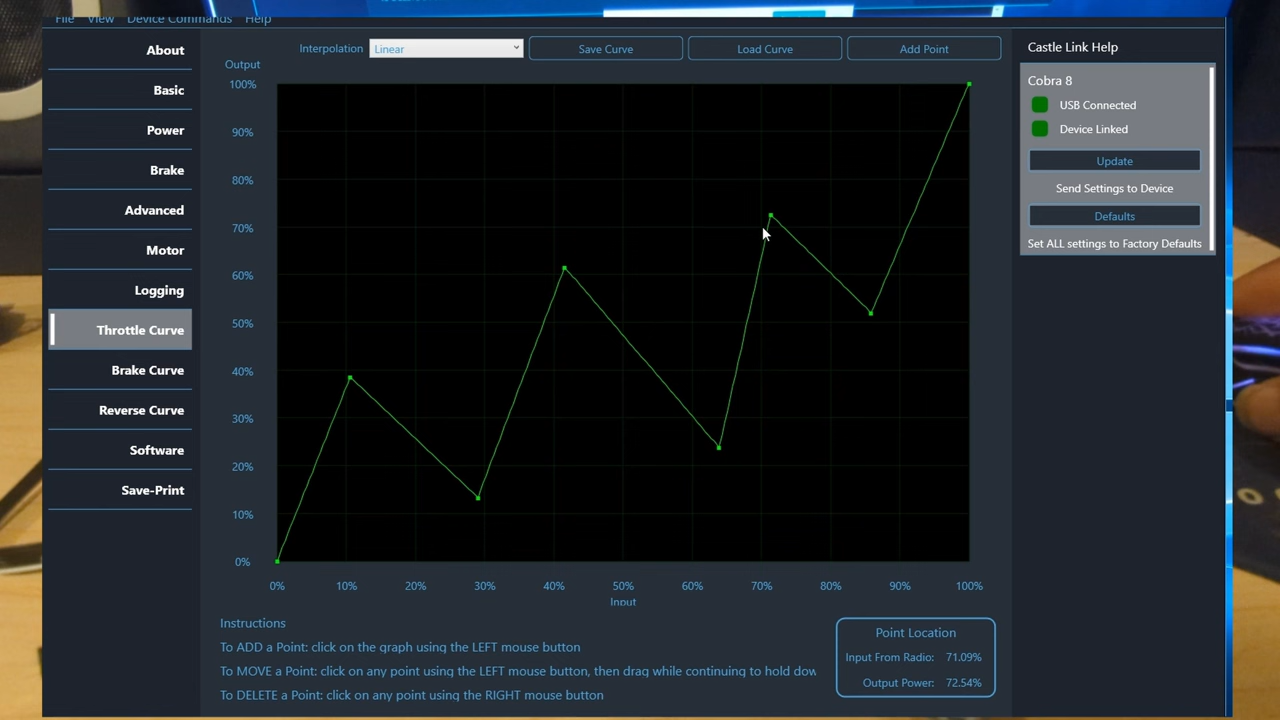 File View Device Commands Help
About
Basic
Power
Brake
Advanced
Motor
Logging
Throttle Curve
Brake Curve
Reverse Curve
Software
Save-Print
Interpolation Linear Save Curve Load Curve Add Point
Output
100%
90%
80%
70%
60%
50%
40%
30%
20%
10%
0%
0% 10% 20% 30% 40% 50% 60% 70% 80% 90% 100%
Input
Instructions
To ADD a Point: click on the graph using the LEFT mouse button
To MOVE a Point: click on any point using the LEFT mouse button, then drag while continuing to hold dow
To DELETE a Point: click on any point using the RIGHT mouse button
Point Location
Input From Radio: 71.09%
Output Power: 72.54%
Castle Link Help
Cobra 8
USB Connected
Device Linked
Update
Send Settings to Device
Defaults
Set ALL settings to Factory Defaults